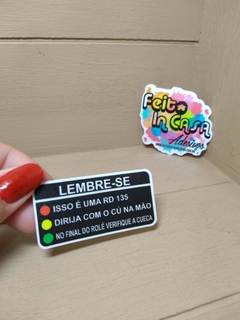 Feito
In Casa
Adesivos
LEMBRE-SE
ISSO É UMA RD 135
DIRIJA COM O CÚ NA MÃO
NO FINAL DO ROLÊ VERIFIQUE A CUECA